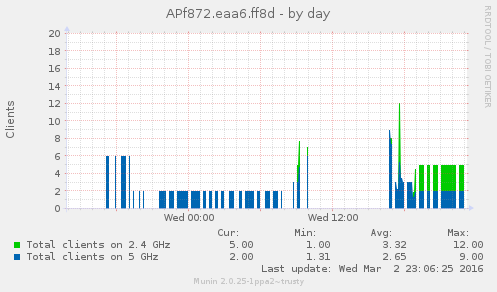 APf872.eaa6.ff8d - by day
RRDTOOL / TOBI OETIKER
Clients
20
18
16
14
12
10
8
6
4
2
0
Wed 00:00 Wed 12:00
Cur: Min: Avg: Max:
Total clients on 2.4 GHz 5.00 1.00 3.32 12.00
Total clients on 5 GHz 2.00 1.31 2.65 9.00
Last update: Wed Mar 2 23:06:25 2016
Munin 2.0.25-1ppa2~trusty